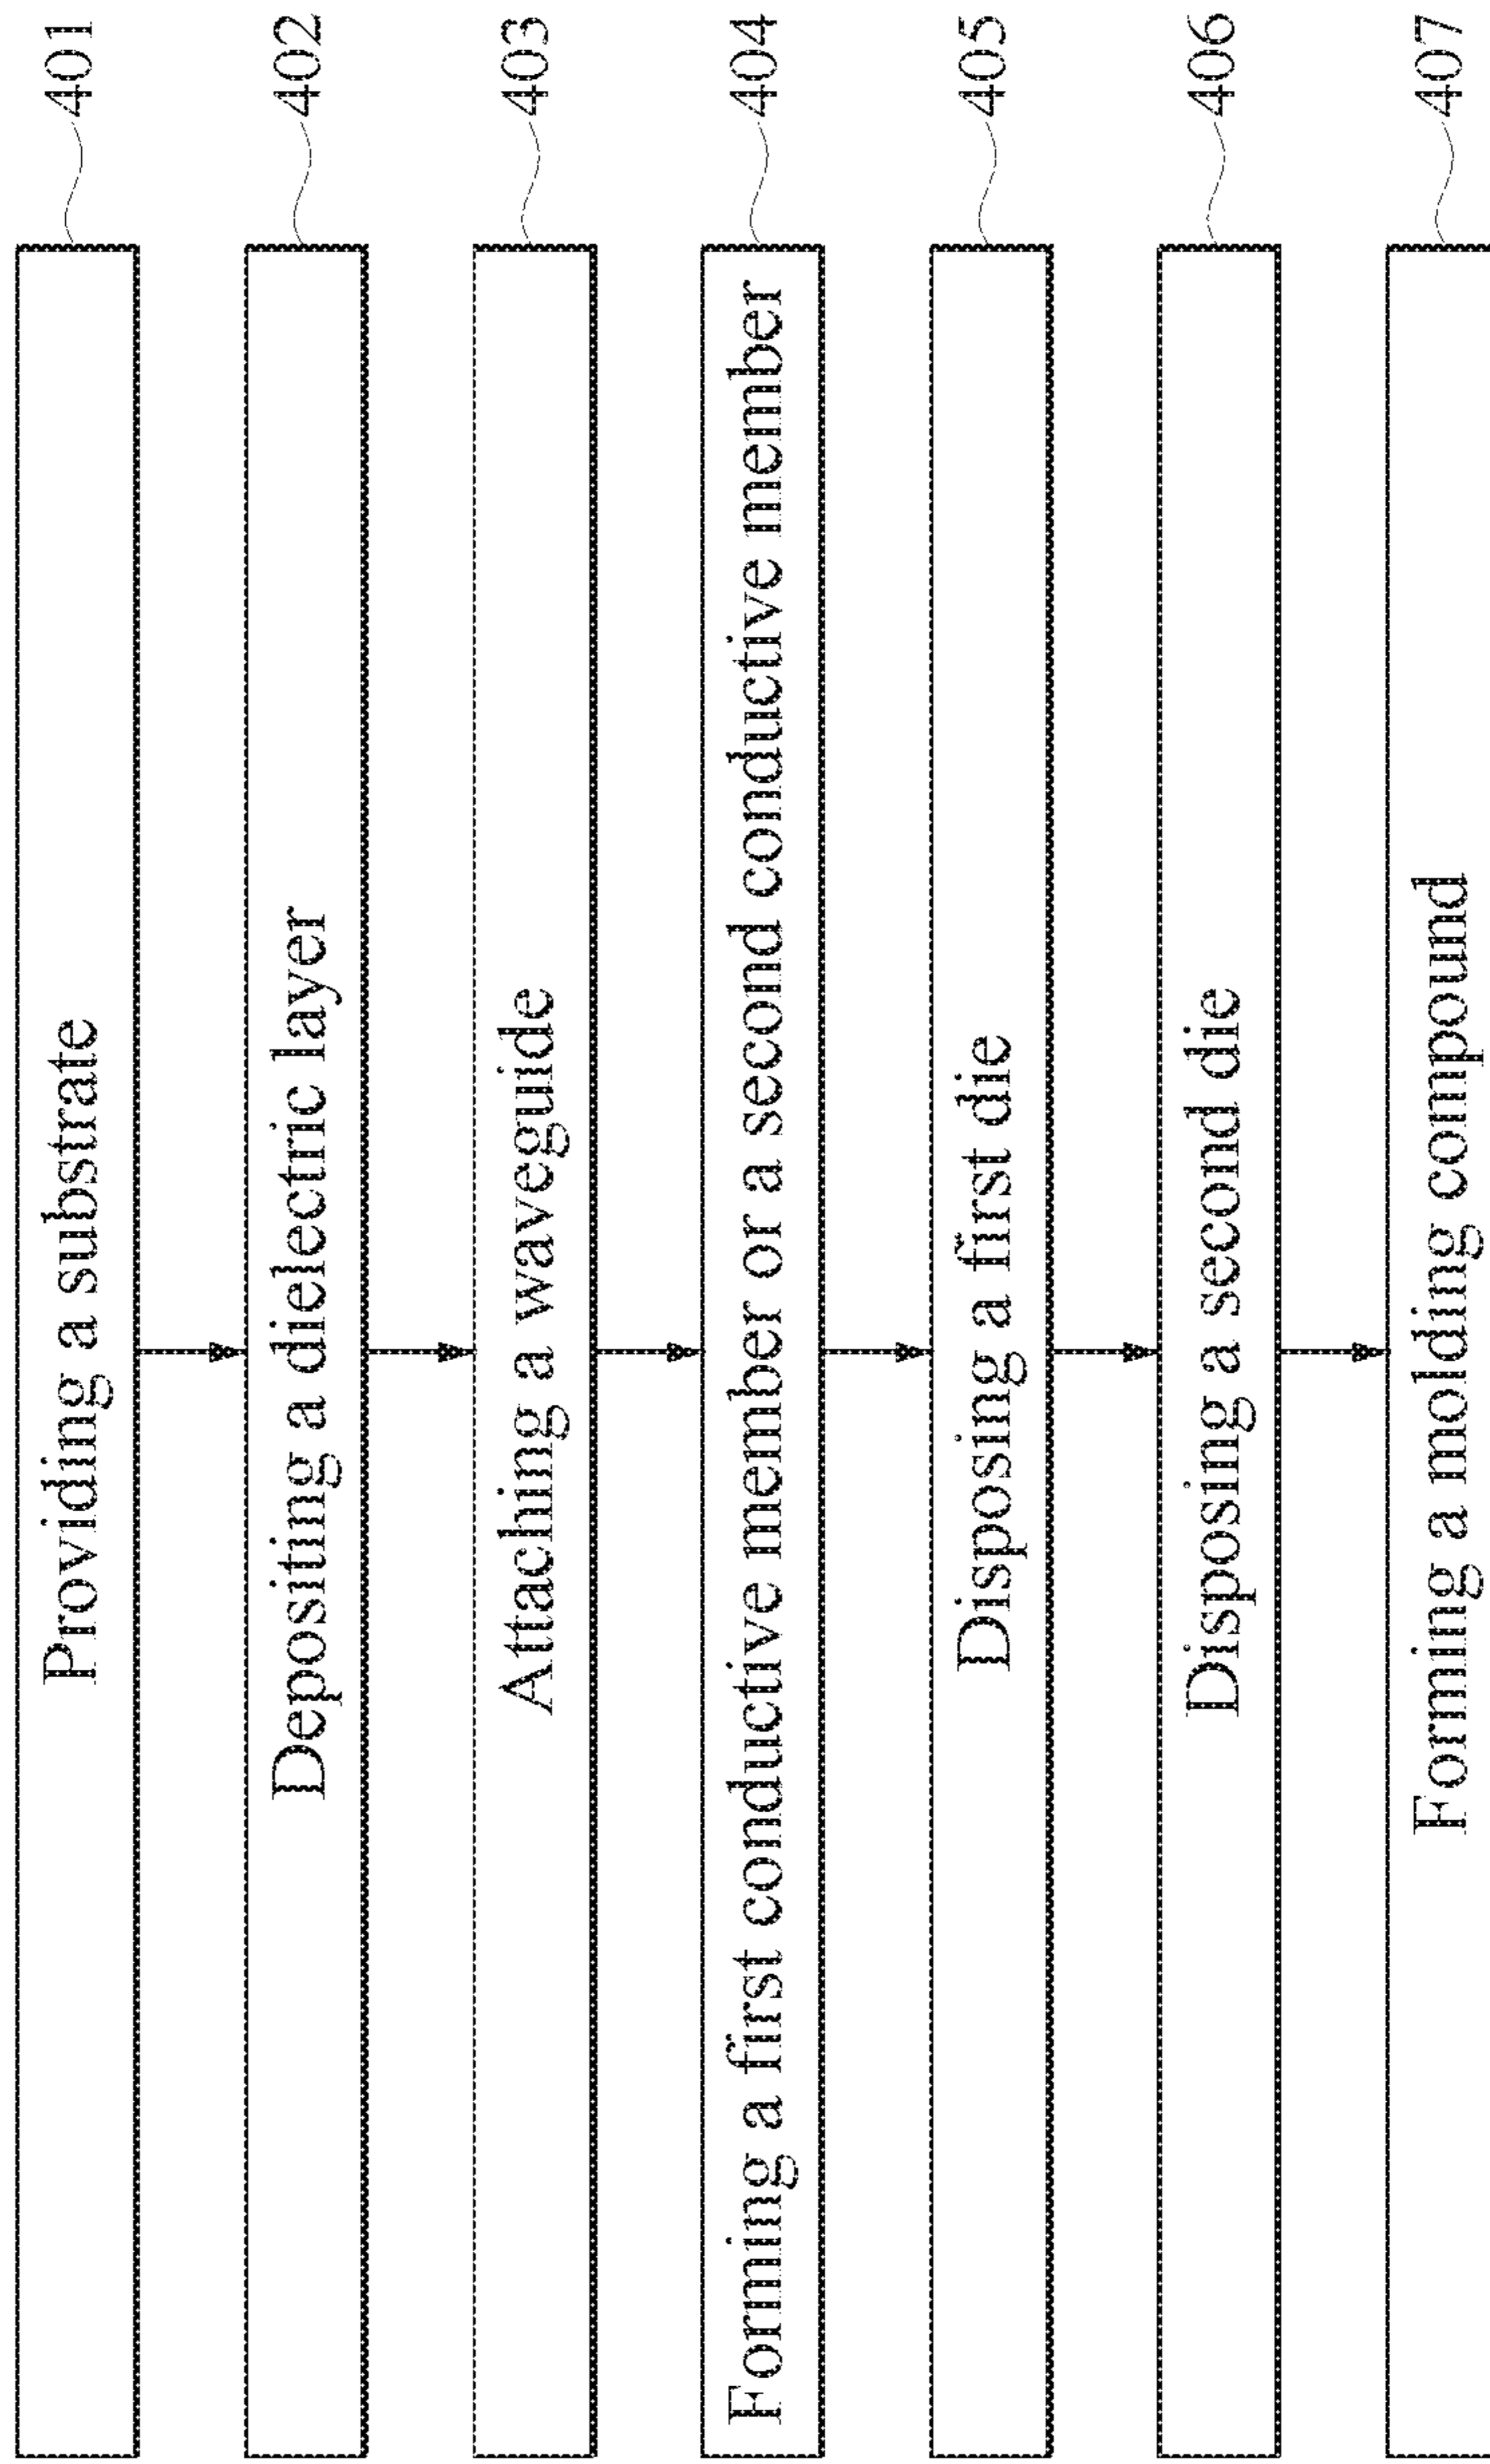 Providing a substrate 401
Depositing a dielectric layer 402
Attaching a waveguide 403
Forming a first conductive member or a second conductive member 404
Disposing a first die 405
Disposing a second die 406
Forming a molding compound 407